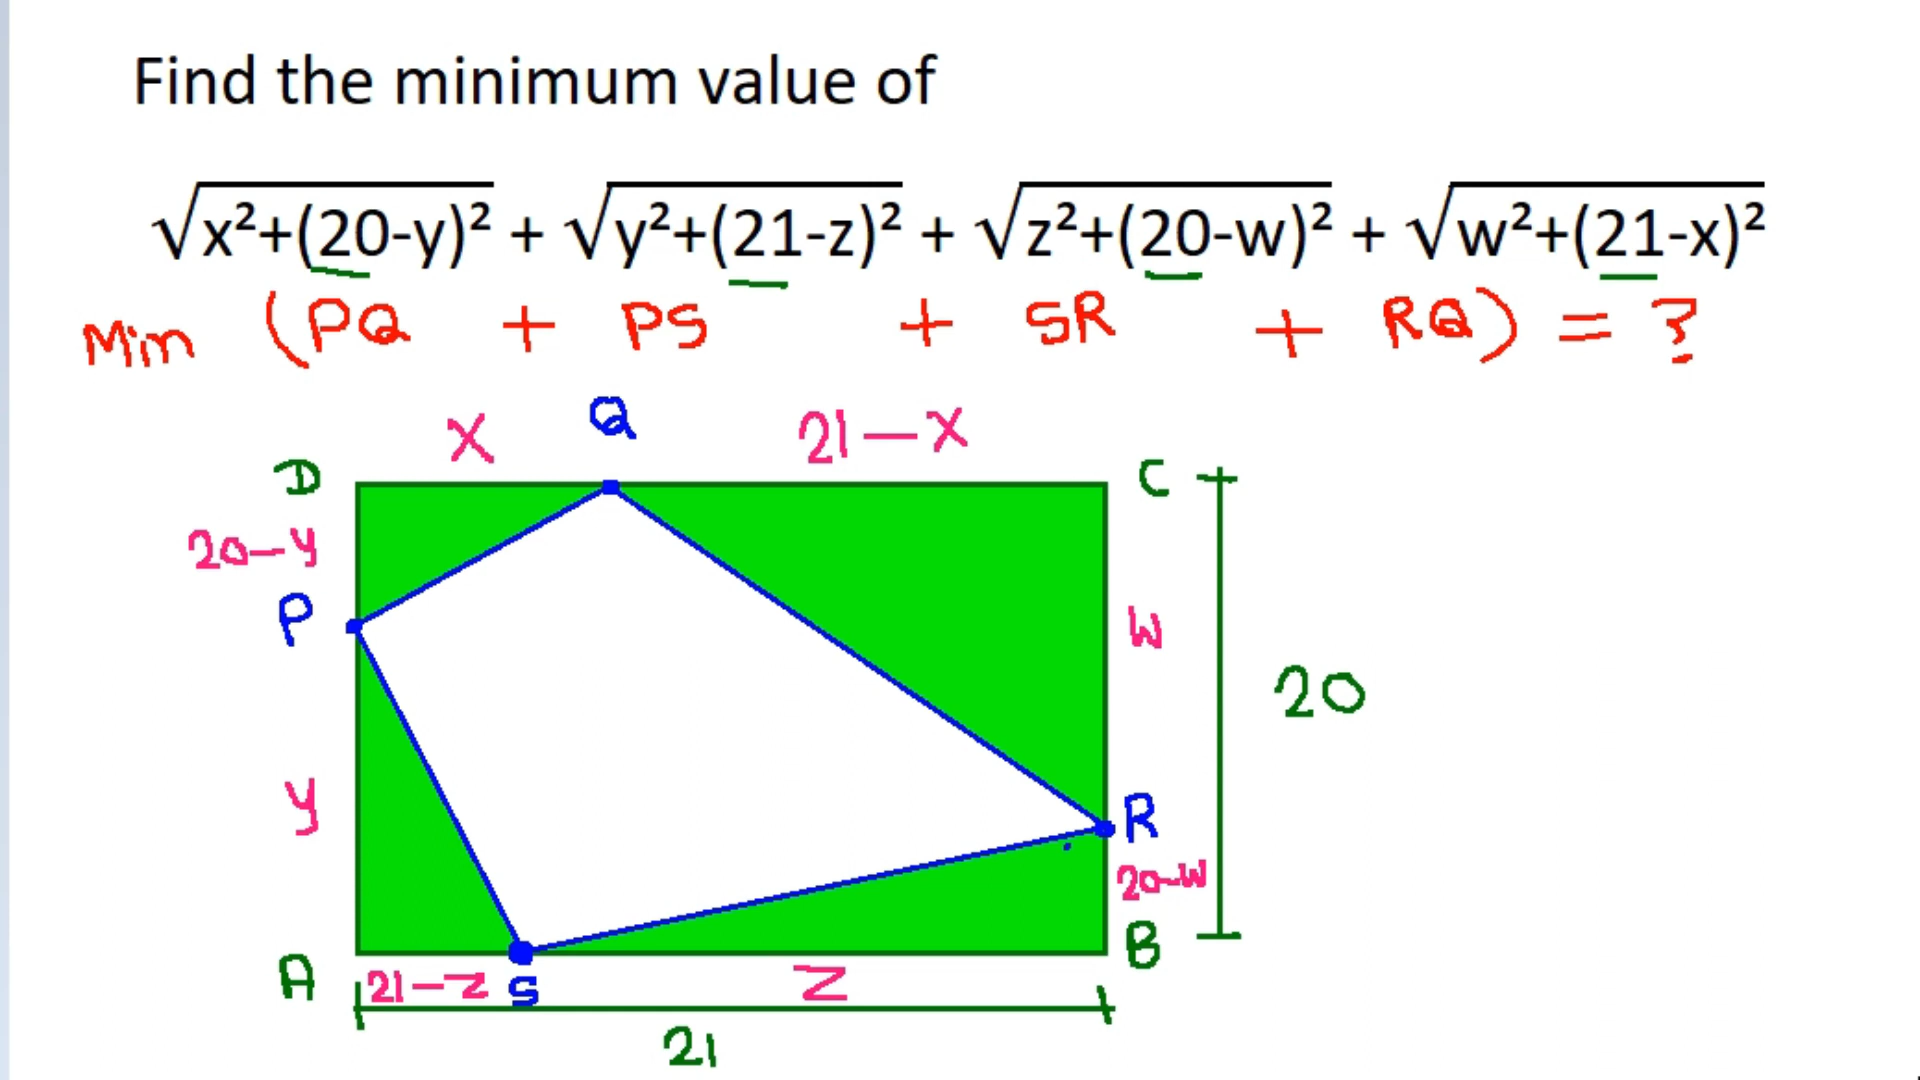 Find the minimum value of
√x²+(20-y)² + √y²+(21-z)² + √z²+(20-w)² + √w²+(21-x)²
Min (PQ + PS + SR + RQ) = ?
x Q 21-x
D C
20-y
P w
20
y R
20-w
A B
21-z S z
21